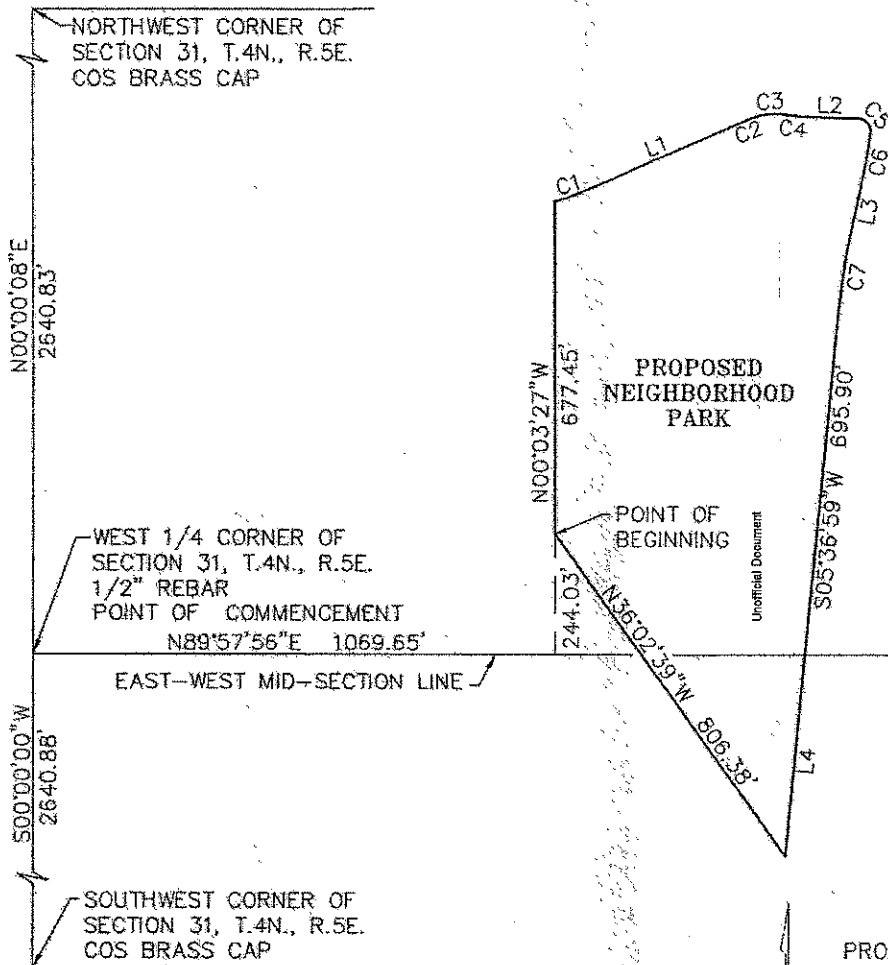 NORTHWEST CORNER OF
SECTION 31, T.4N., R.5E.
COS BRASS CAP
C3
L2
C5
C2
C4
L1
C6
C1
L3
C7
N00°00'08"E
2640.83'
N00°03'27"W
677.45'
PROPOSED
NEIGHBORHOOD
PARK
S05°36'59"W 695.90'
POINT OF
BEGINNING
Unofficial Document
WEST 1/4 CORNER OF
SECTION 31, T.4N., R.5E.
1/2" REBAR
POINT OF COMMENCEMENT
N89°57'56"E 1069.65'
244.03'
N36°02'39"W 806.38'
EAST-WEST MID-SECTION LINE
L4
S00°00'00"W
2640.88'
SOUTHWEST CORNER OF
SECTION 31, T.4N., R.5E.
COS BRASS CAP
PRO